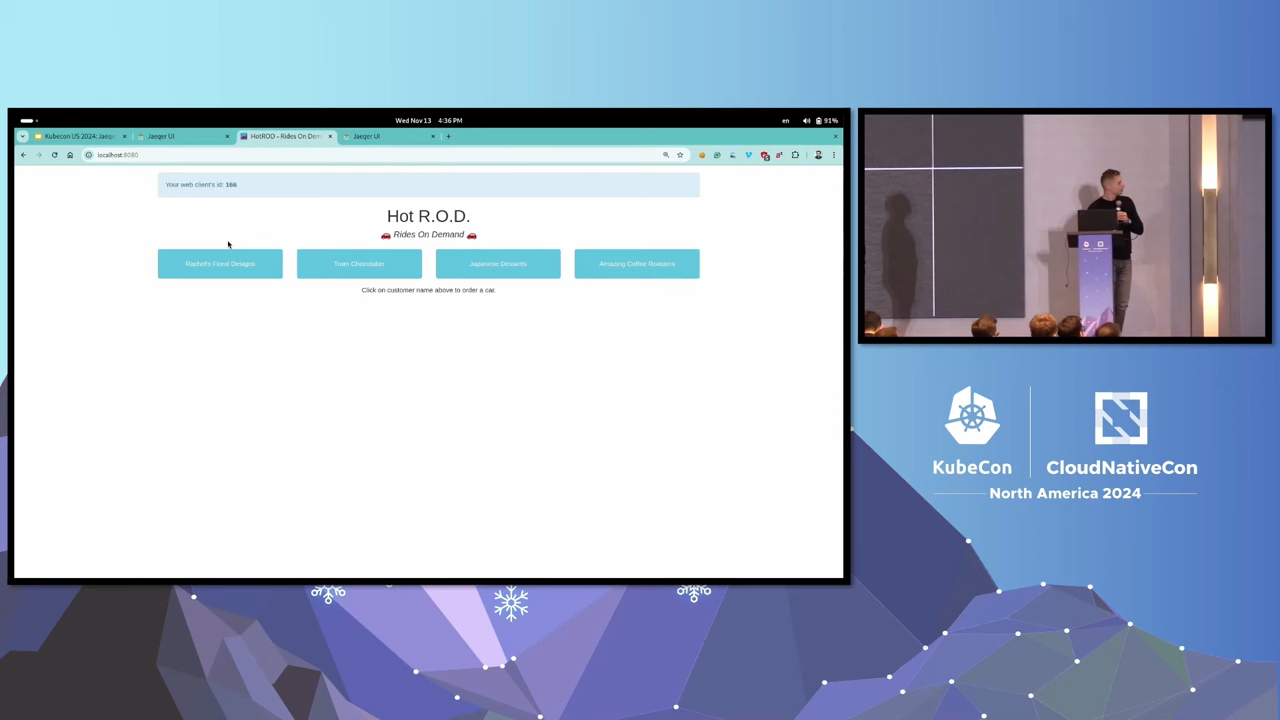 Wed Nov 13 4:36 PM
en
91%
Kubecon US 2024: Jaege
Jaeger UI
HotROD - Rides On Dem
Jaeger UI
localhost:8080
Your web client's id: 166
Hot R.O.D.
Rides On Demand
Rachel's Floral Designs
Trom Chocolatier
Japanese Desserts
Amazing Coffee Roasters
Click on customer name above to order a car.
KubeCon
CloudNativeCon
North America 2024